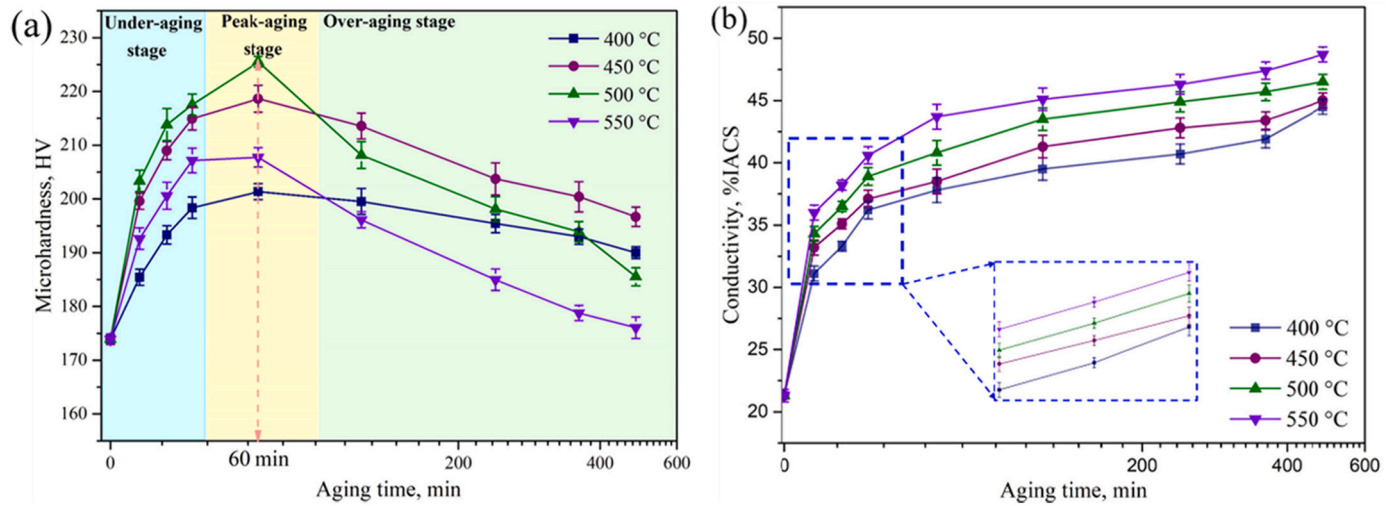 (a)
Under-aging
stage
Peak-aging
stage
Over-aging stage
400 °C
450 °C
500 °C
550 °C
230
220
210
200
190
180
170
160
Microhardness, HV
0
60 min
200
400
600
Aging time, min
(b)
50
45
40
35
30
25
20
Conductivity, %IACS
400 °C
450 °C
500 °C
550 °C
0
200
400
600
Aging time, min